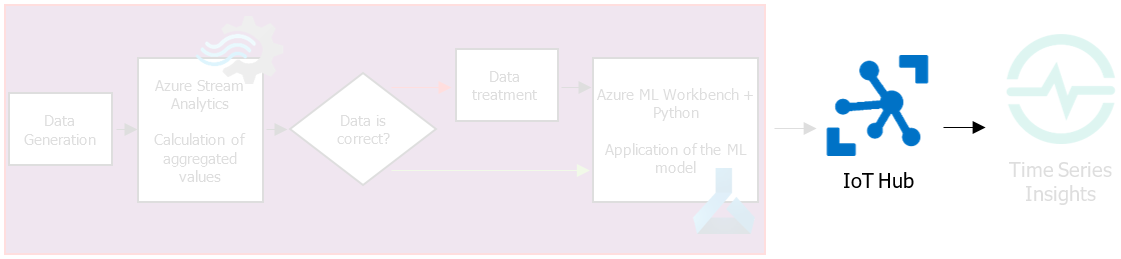 Data
Generation
Azure Stream
Analytics
Calculation of
aggregated
values
Data is
correct?
Data
treatment
Azure ML Workbench +
Python
Application of the ML
model
IoT Hub
Time Series
Insights